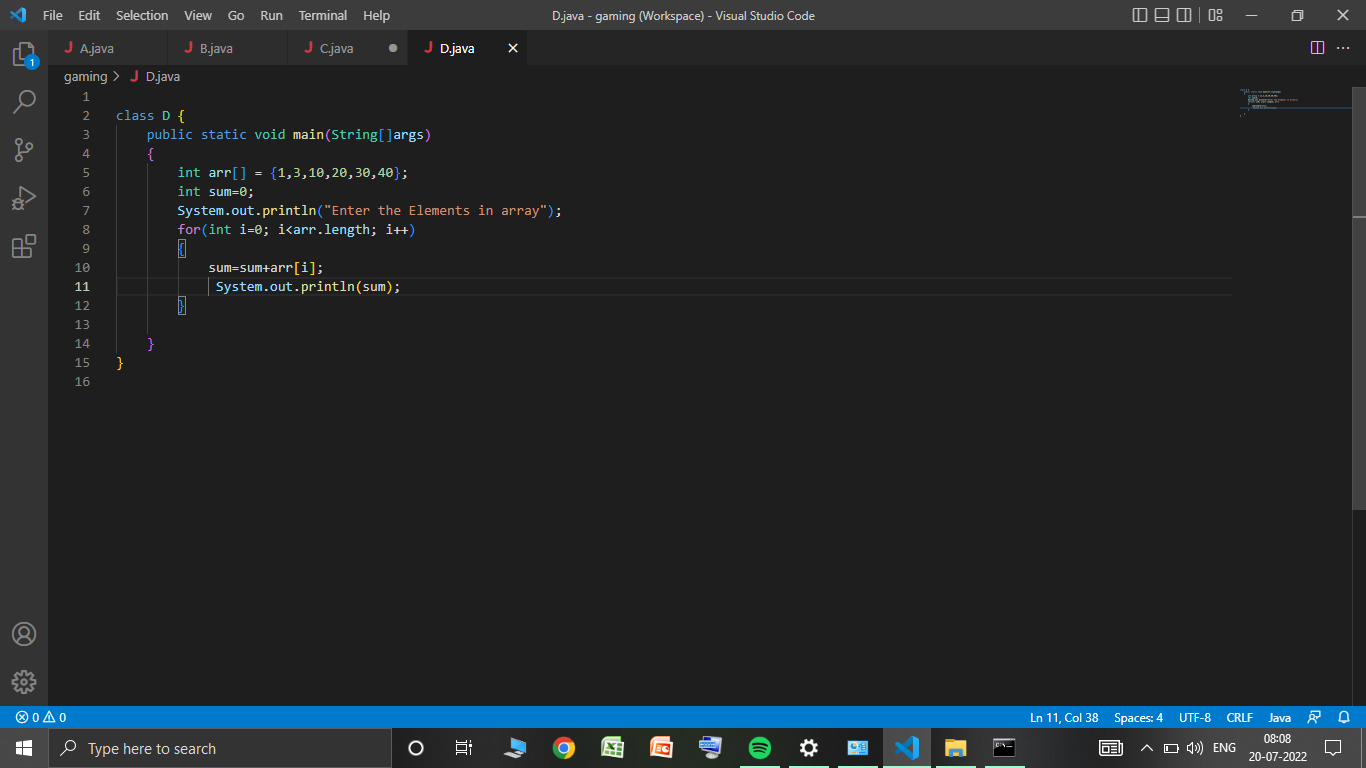 File Edit Selection View Go Run Terminal Help D.java - gaming (Workspace) - Visual Studio Code
J A.java J B.java J C.java J D.java
1
gaming > J D.java
1
2 class D {
3 public static void main(String[]args)
4 {
5 int arr[] = {1,3,10,20,30,40};
6 int sum=0;
7 System.out.println("Enter the Elements in array");
8 for(int i=0; i<arr.length; i++)
9 {
10 sum=sum+arr[i];
11 System.out.println(sum);
12 }
13
14 }
15 }
16
0 0 Ln 11, Col 38 Spaces: 4 UTF-8 CRLF Java
Type here to search ENG 08:08
20-07-2022